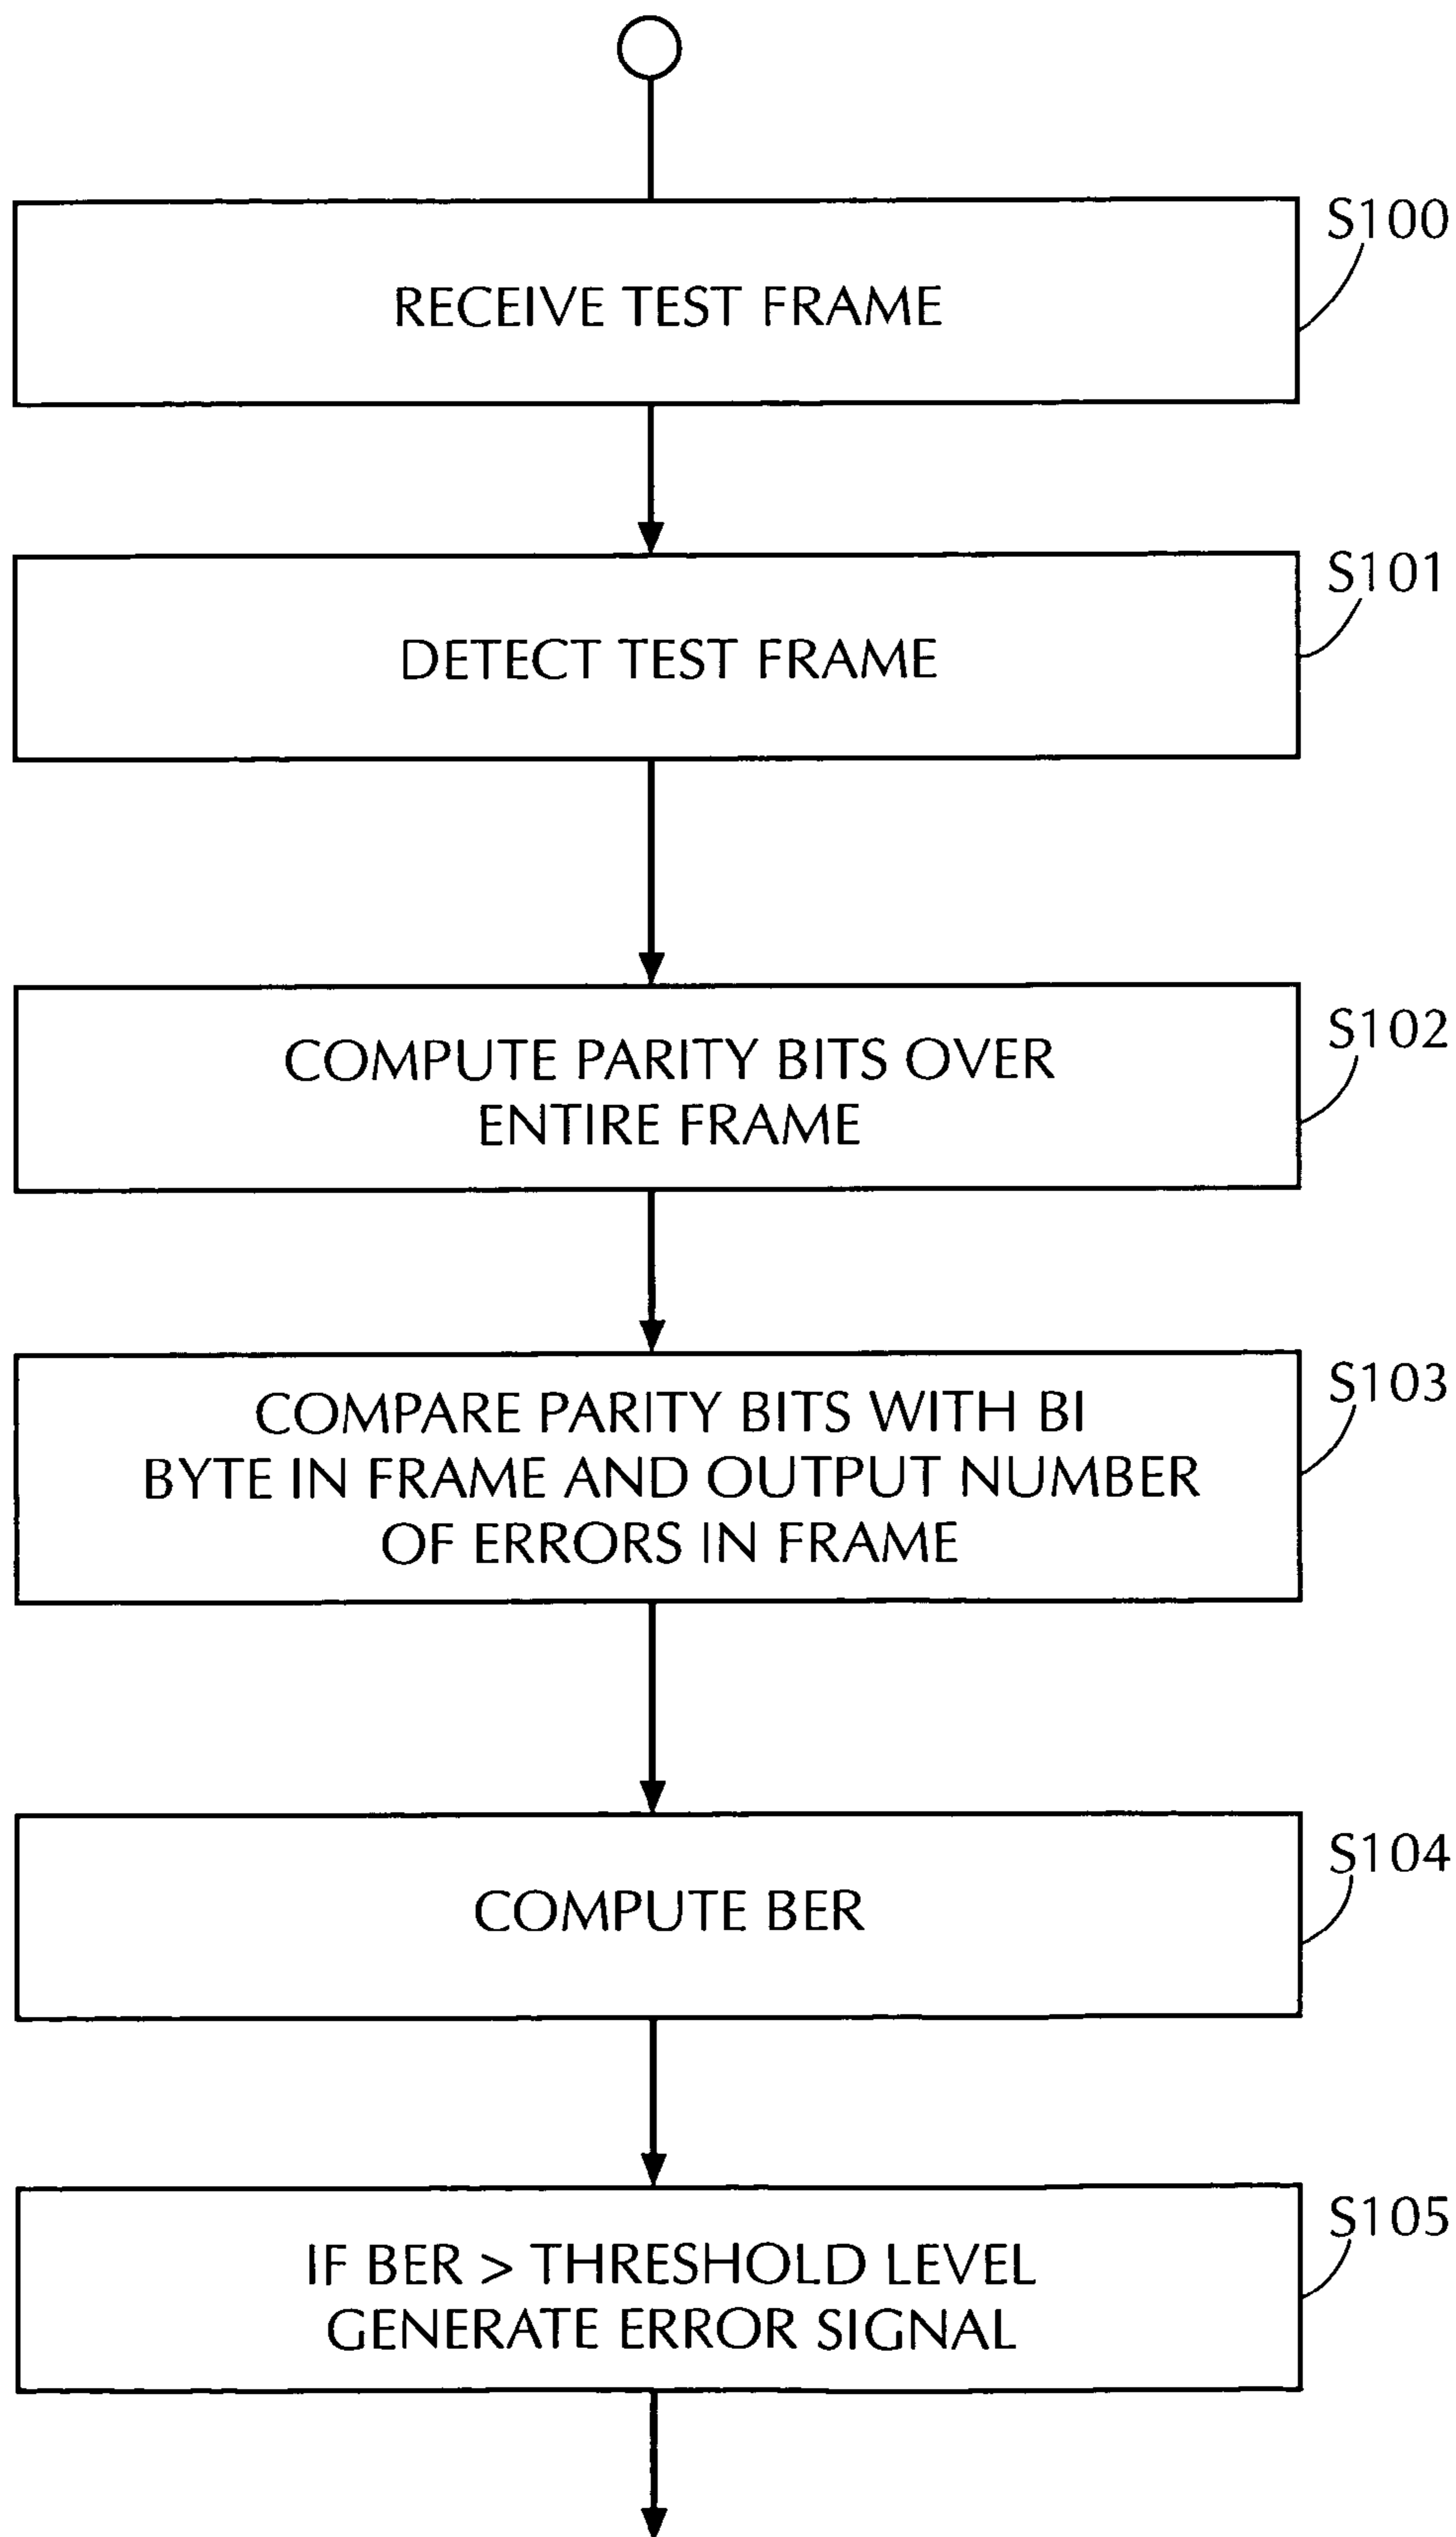 S100
RECEIVE TEST FRAME
S101
DETECT TEST FRAME
S102
COMPUTE PARITY BITS OVER
ENTIRE FRAME
S103
COMPARE PARITY BITS WITH BI
BYTE IN FRAME AND OUTPUT NUMBER
OF ERRORS IN FRAME
S104
COMPUTE BER
S105
IF BER > THRESHOLD LEVEL
GENERATE ERROR SIGNAL